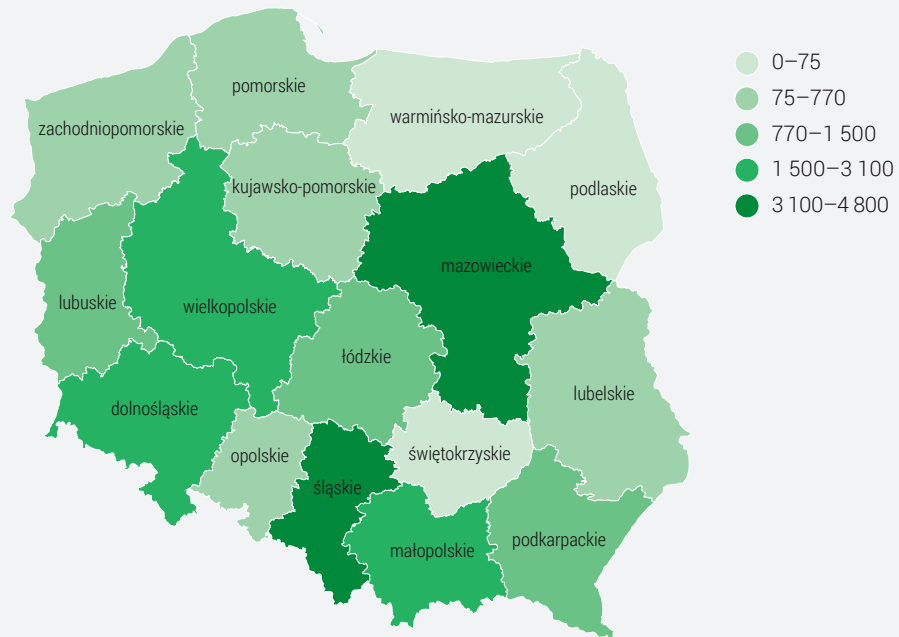 pomorskie
zachodniopomorskie
warmińsko-mazurskie
kujawsko-pomorskie
podlaskie
mazowieckie
lubuskie
wielkopolskie
łódzkie
lubelskie
dolnośląskie
opolskie
świętokrzyskie
śląskie
małopolskie
podkarpackie
0–75
75–770
770–1 500
1 500–3 100
3 100–4 800